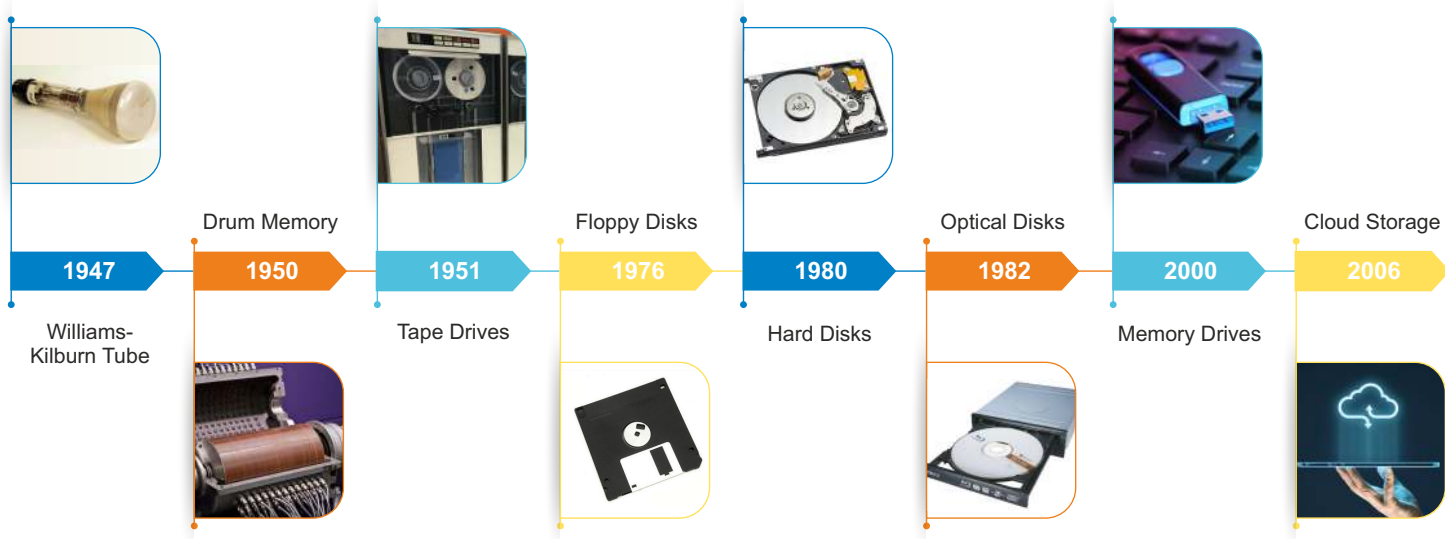 1947
Williams-
Kilburn Tube
Drum Memory
1950
1951
Tape Drives
Floppy Disks
1976
1980
Hard Disks
Optical Disks
1982
2000
Memory Drives
Cloud Storage
2006